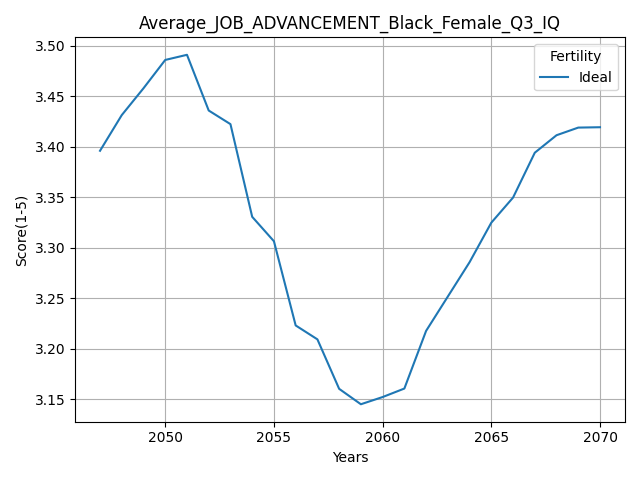 Average_JOB_ADVANCEMENT_Black_Female_Q3_IQ
Fertility
Ideal
Score(1-5)
3.50
3.45
3.40
3.35
3.30
3.25
3.20
3.15
2050 2055 2060 2065 2070
Years